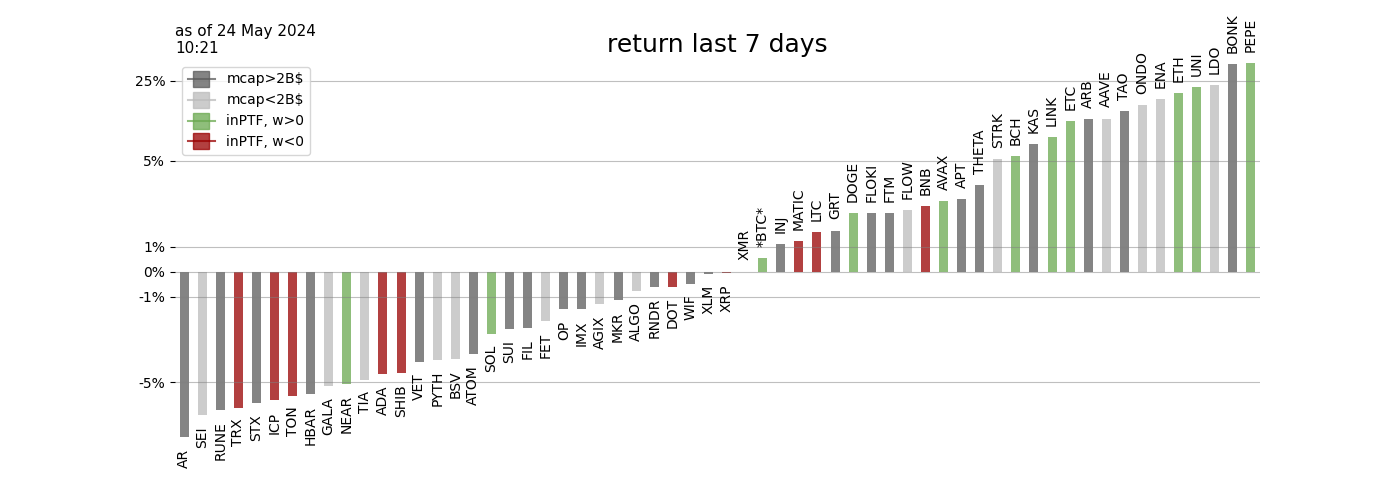 as of 24 May 2024
10:21
return last 7 days
mcap>2B$
mcap<2B$
inPTF, w>0
inPTF, w<0
25%
5%
1%
0%
-1%
-5%
AR
SEI
RUNE
TRX
STX
ICP
TON
HBAR
GALA
NEAR
TIA
ADA
SHIB
VET
PYTH
BSV
ATOM
SOL
SUI
FIL
FET
OP
IMX
AGIX
MKR
ALGO
RNDR
DOT
WIF
XLM
XRP
XMR
*BTC*
INJ
MATIC
LTC
GRT
DOGE
FLOKI
FTM
FLOW
BNB
AVAX
APT
THETA
STRK
BCH
KAS
LINK
ETC
ARB
AAVE
TAO
ONDO
ENA
ETH
UNI
LDO
BONK
PEPE